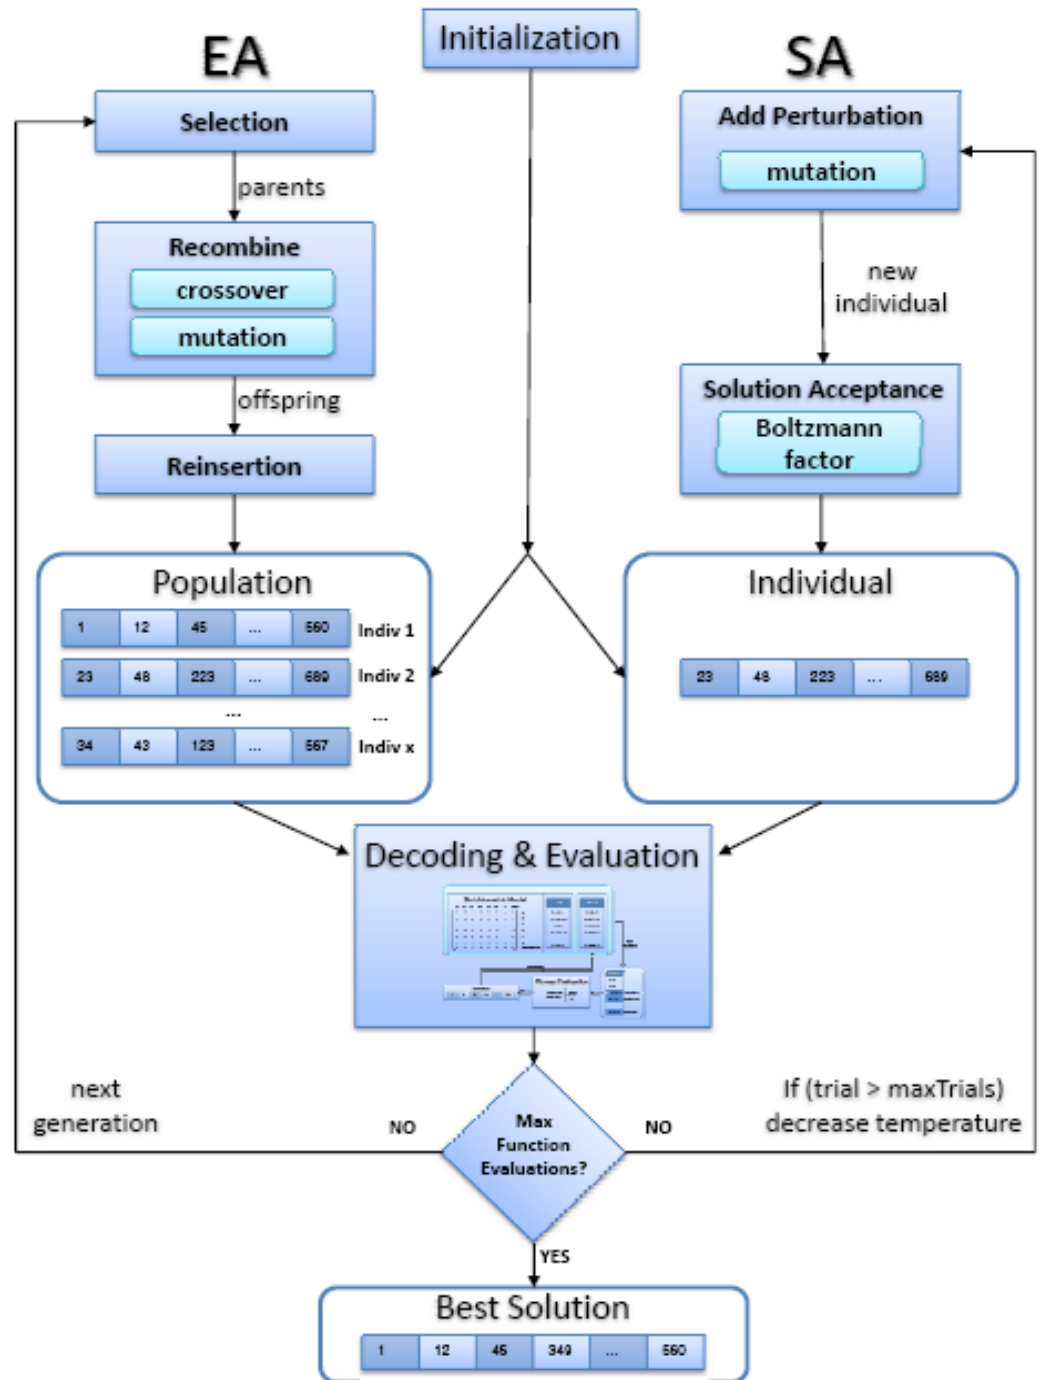 EA
Initialization
SA
Selection
parents
Recombine
crossover
mutation
offspring
Reinsertion
Add Perturbation
mutation
new
individual
Solution Acceptance
Boltzmann
factor
Population
1 12 45 ... 560 Indiv 1
23 48 223 ... 689 Indiv 2
... ...
34 43 123 ... 567 Indiv x
Individual
23 48 223 ... 689
Decoding & Evaluation
next
generation
NO
Max
Function
Evaluations?
NO
If (trial > maxTrials)
decrease temperature
YES
Best Solution
1 12 45 349 ... 560